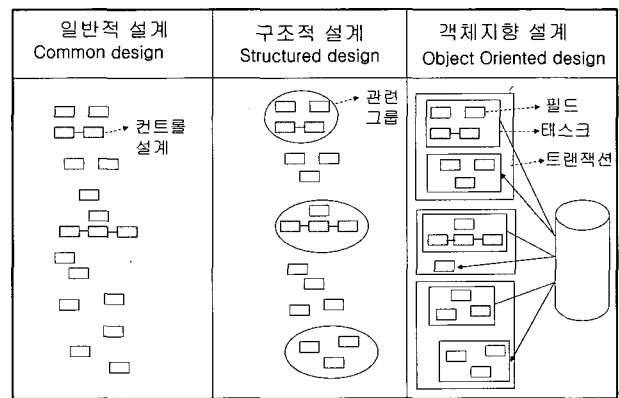 일반적 설계
Common design
구조적 설계
Structured design
객체지향 설계
Object Oriented design
컨트롤
설계
관련
그룹
필드
태스크
트랜잭션